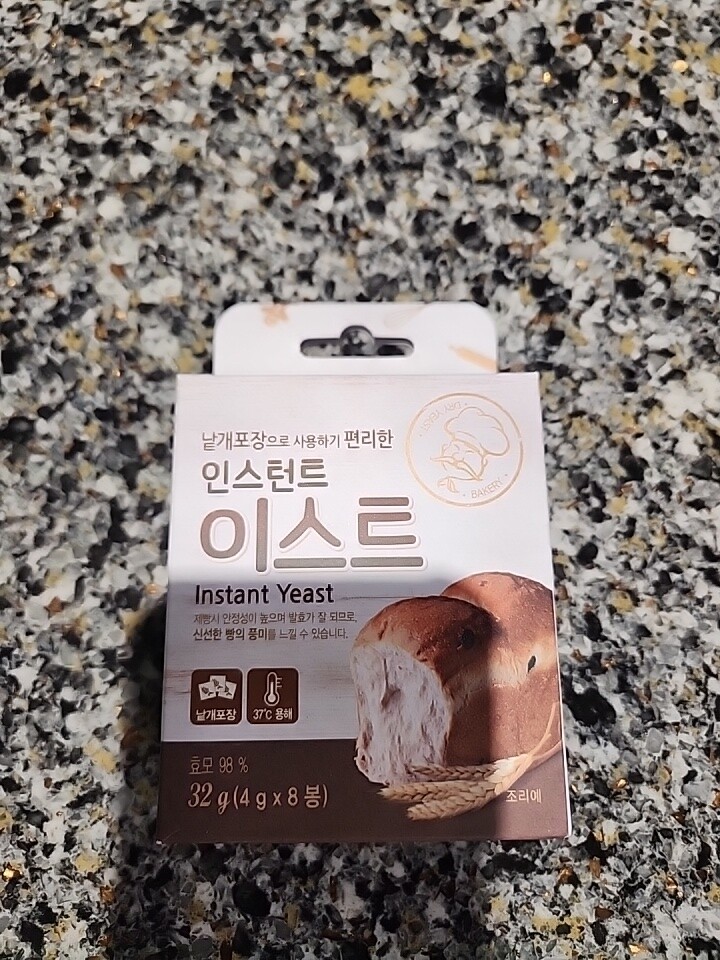 낱개포장으로 사용하기 편리한
인스턴트
이스트
Instant Yeast
제빵시 안정성이 높으며 발효가 잘 되므로,
신선한 빵의 풍미를 느낄 수 있습니다.
BAKERY
낱개포장
37℃ 용해
효모 98 %
32 g (4 g x 8 봉)
조리예